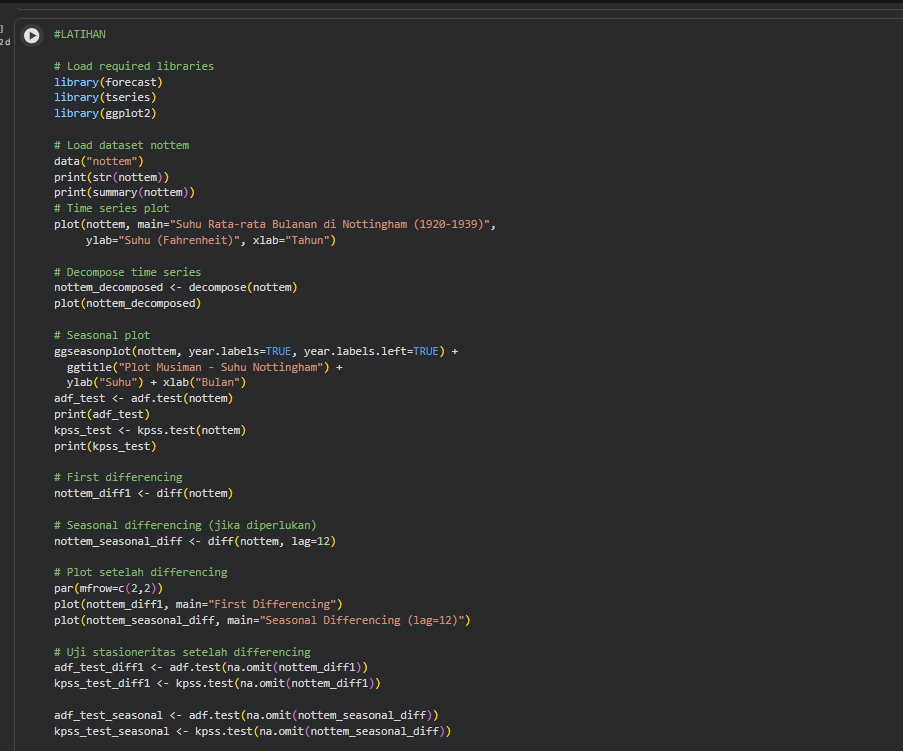 ]
2d
#LATIHAN
# Load required libraries
library(forecast)
library(tseries)
library(ggplot2)
# Load dataset nottem
data("nottem")
print(str(nottem))
print(summary(nottem))
# Time series plot
plot(nottem, main="Suhu Rata-rata Bulanan di Nottingham (1920-1939)",
     ylab="Suhu (Fahrenheit)", xlab="Tahun")
# Decompose time series
nottem_decomposed <- decompose(nottem)
plot(nottem_decomposed)
# Seasonal plot
ggseasonplot(nottem, year.labels=TRUE, year.labels.left=TRUE) +
  ggtitle("Plot Musiman - Suhu Nottingham") +
  ylab("Suhu") + xlab("Bulan")
adf_test <- adf.test(nottem)
print(adf_test)
kpss_test <- kpss.test(nottem)
print(kpss_test)
# First differencing
nottem_diff1 <- diff(nottem)
# Seasonal differencing (jika diperlukan)
nottem_seasonal_diff <- diff(nottem, lag=12)
# Plot setelah differencing
par(mfrow=c(2,2))
plot(nottem_diff1, main="First Differencing")
plot(nottem_seasonal_diff, main="Seasonal Differencing (lag=12)")
# Uji stasioneritas setelah differencing
adf_test_diff1 <- adf.test(na.omit(nottem_diff1))
kpss_test_diff1 <- kpss.test(na.omit(nottem_diff1))
adf_test_seasonal <- adf.test(na.omit(nottem_seasonal_diff))
kpss_test_seasonal <- kpss.test(na.omit(nottem_seasonal_diff))